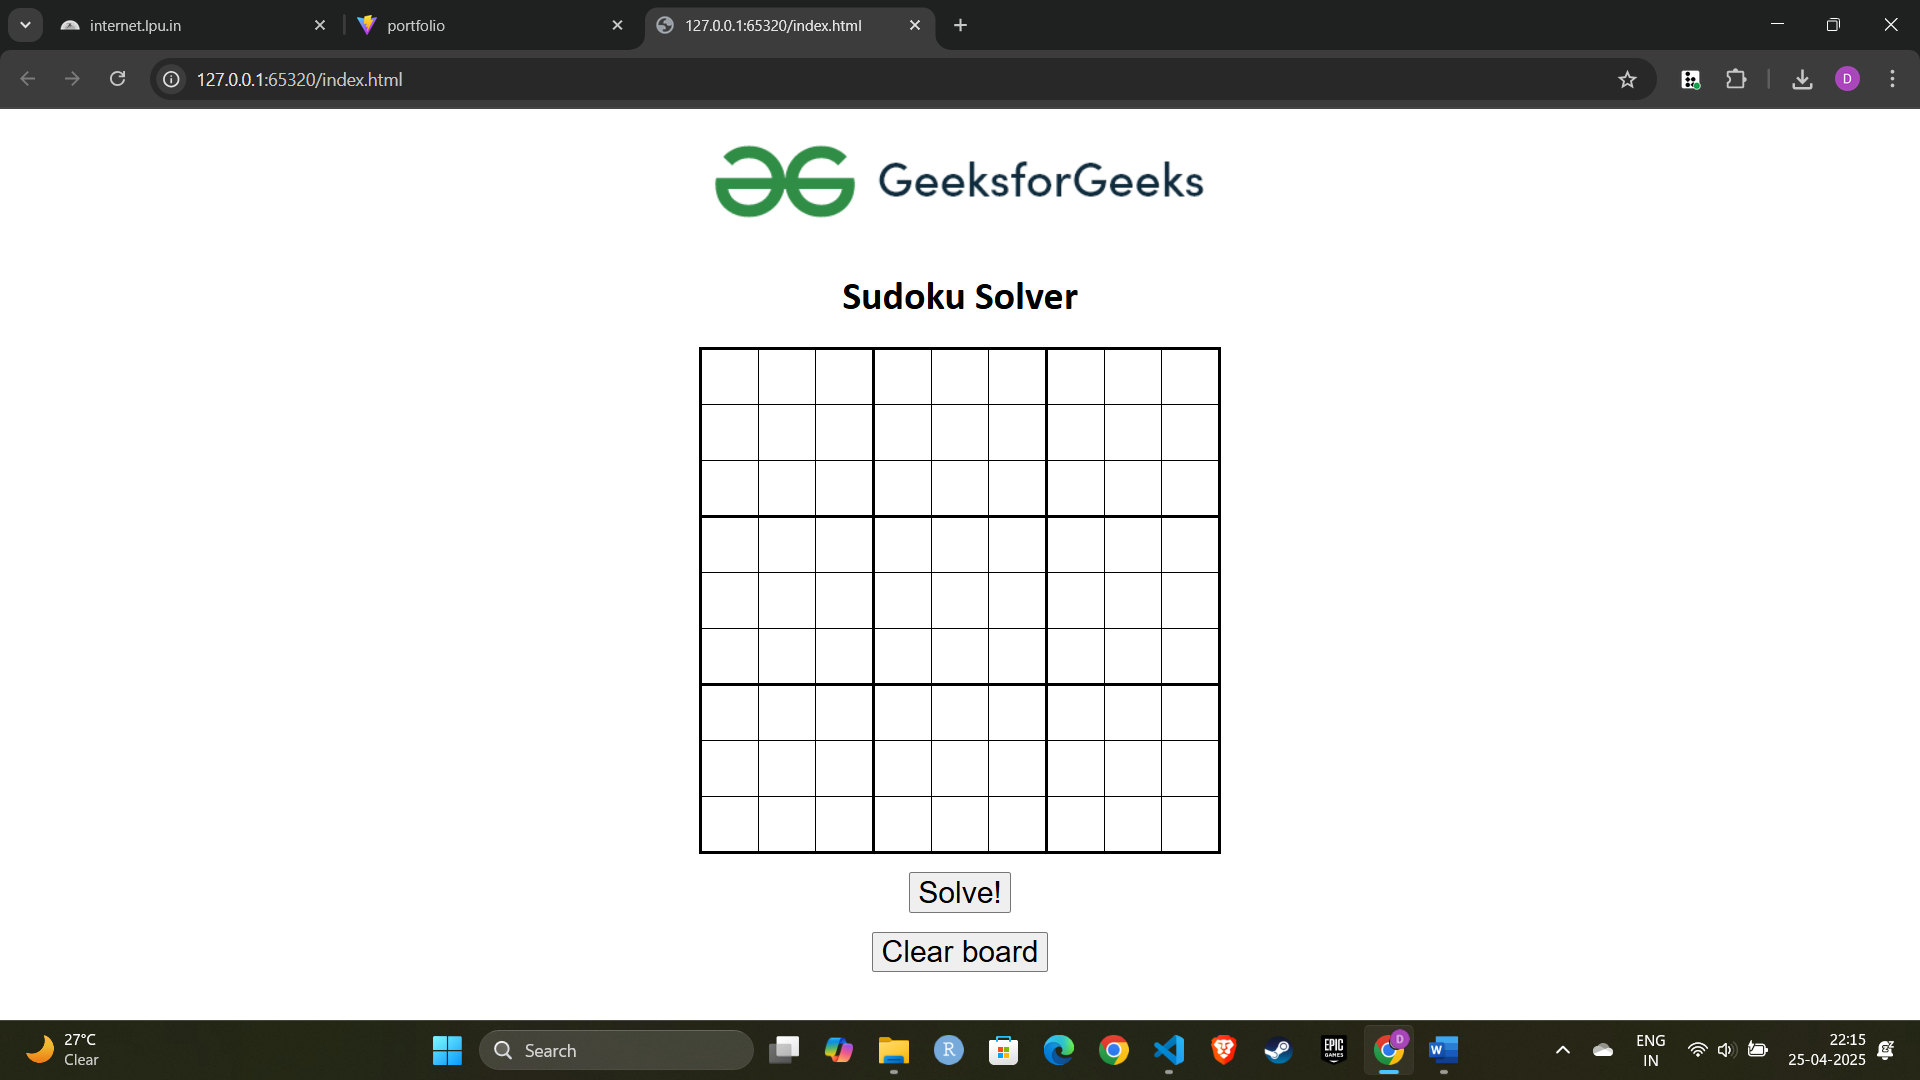 internet.lpu.in
portfolio
127.0.0.1:65320/index.html
127.0.0.1:65320/index.html
D
GeeksforGeeks
Sudoku Solver
Solve!
Clear board
27°C
Clear
Search
R
EPIC
GAMES
D
W
ENG
IN
22:15
25-04-2025